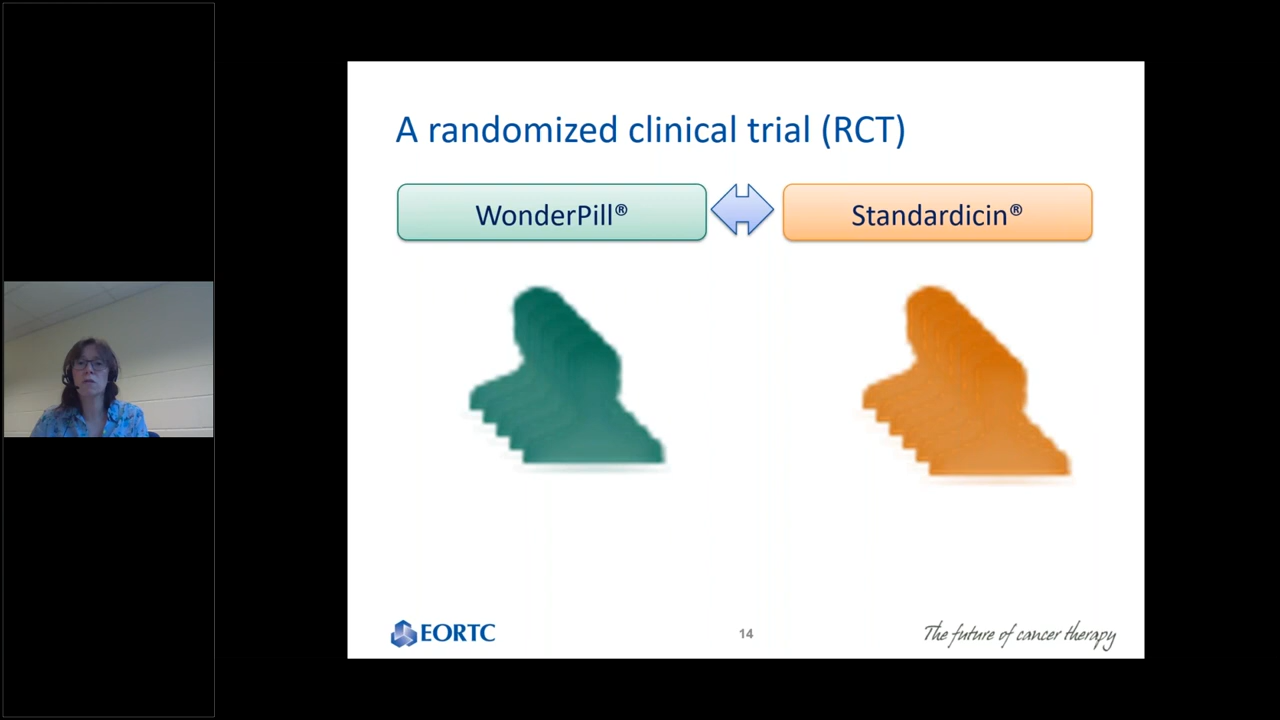 A randomized clinical trial (RCT)
WonderPill®
Standardicin®
EORTC
14
The future of cancer therapy